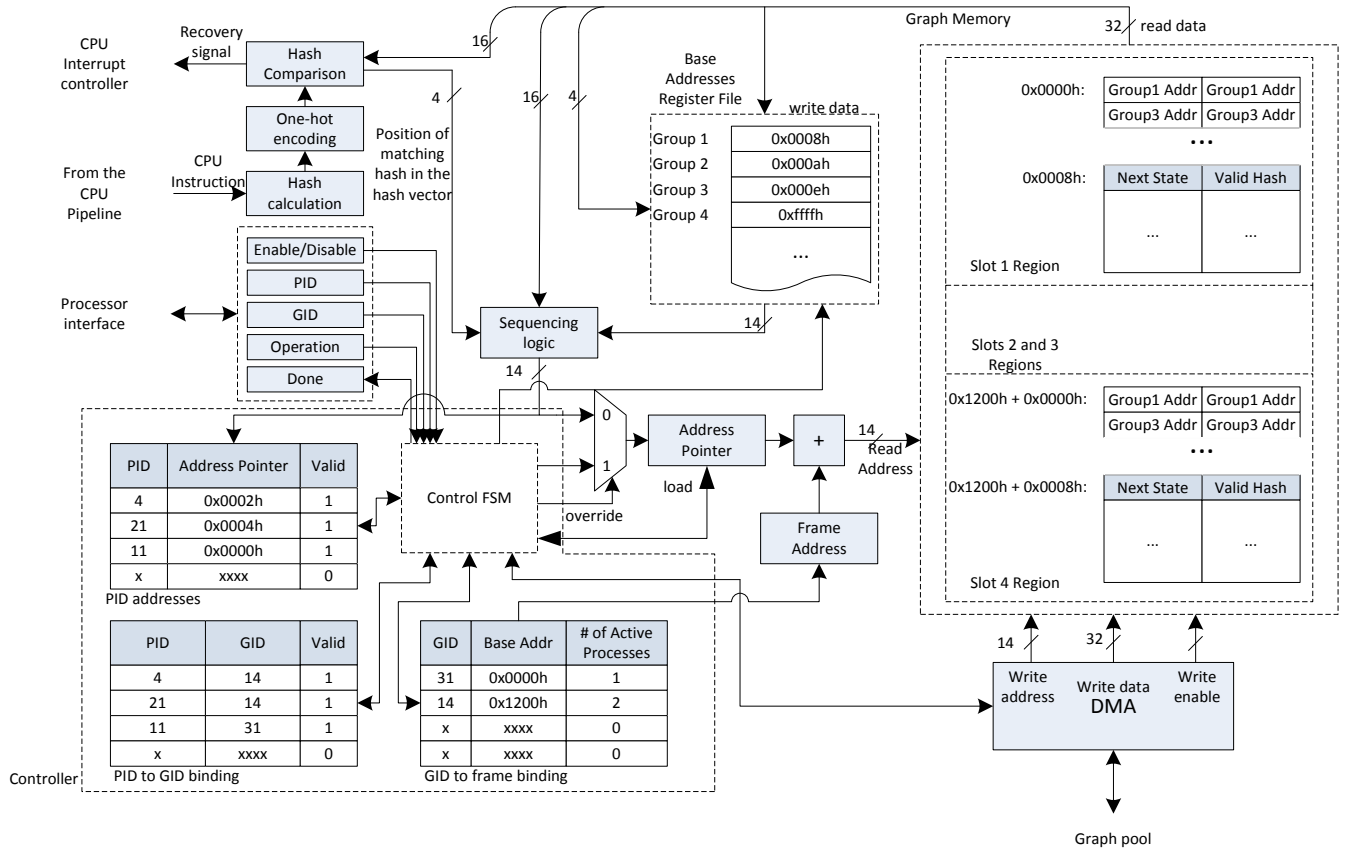 Graph Memory
32
read data
16
CPU
Interrupt
controller
Recovery
signal
Hash
Comparison
4
16
4
Base
Addresses
Register File
write data
One-hot
encoding
Position of
matching
hash in the
hash vector
From the
CPU
Pipeline
CPU
Instruction
Hash
calculation
Group 1 0x0008h
Group 2 0x000ah
Group 3 0x000eh
Group 4 0xffffh
...
0x0000h: Group1 Addr Group1 Addr
Group3 Addr Group3 Addr
...
0x0008h: Next State Valid Hash
... ...
Slot 1 Region
Slots 2 and 3
Regions
0x1200h + 0x0000h: Group1 Addr Group1 Addr
Group3 Addr Group3 Addr
...
0x1200h + 0x0008h: Next State Valid Hash
... ...
Slot 4 Region
Processor
interface
Enable/Disable
PID
GID
Operation
Done
Sequencing
logic
14
14
0
1
Address
Pointer
+
14
Read
Address
load
override
Frame
Address
Control FSM
PID Address Pointer Valid
4 0x0002h 1
21 0x0004h 1
11 0x0000h 1
x xxxx 0
PID addresses
PID GID Valid
4 14 1
21 14 1
11 31 1
x xxxx 0
PID to GID binding
GID Base Addr # of Active
Processes
31 0x0000h 1
14 0x1200h 2
x xxxx 0
x xxxx 0
GID to frame binding
Controller
14
32
Write
address
Write data
DMA
Write
enable
Graph pool